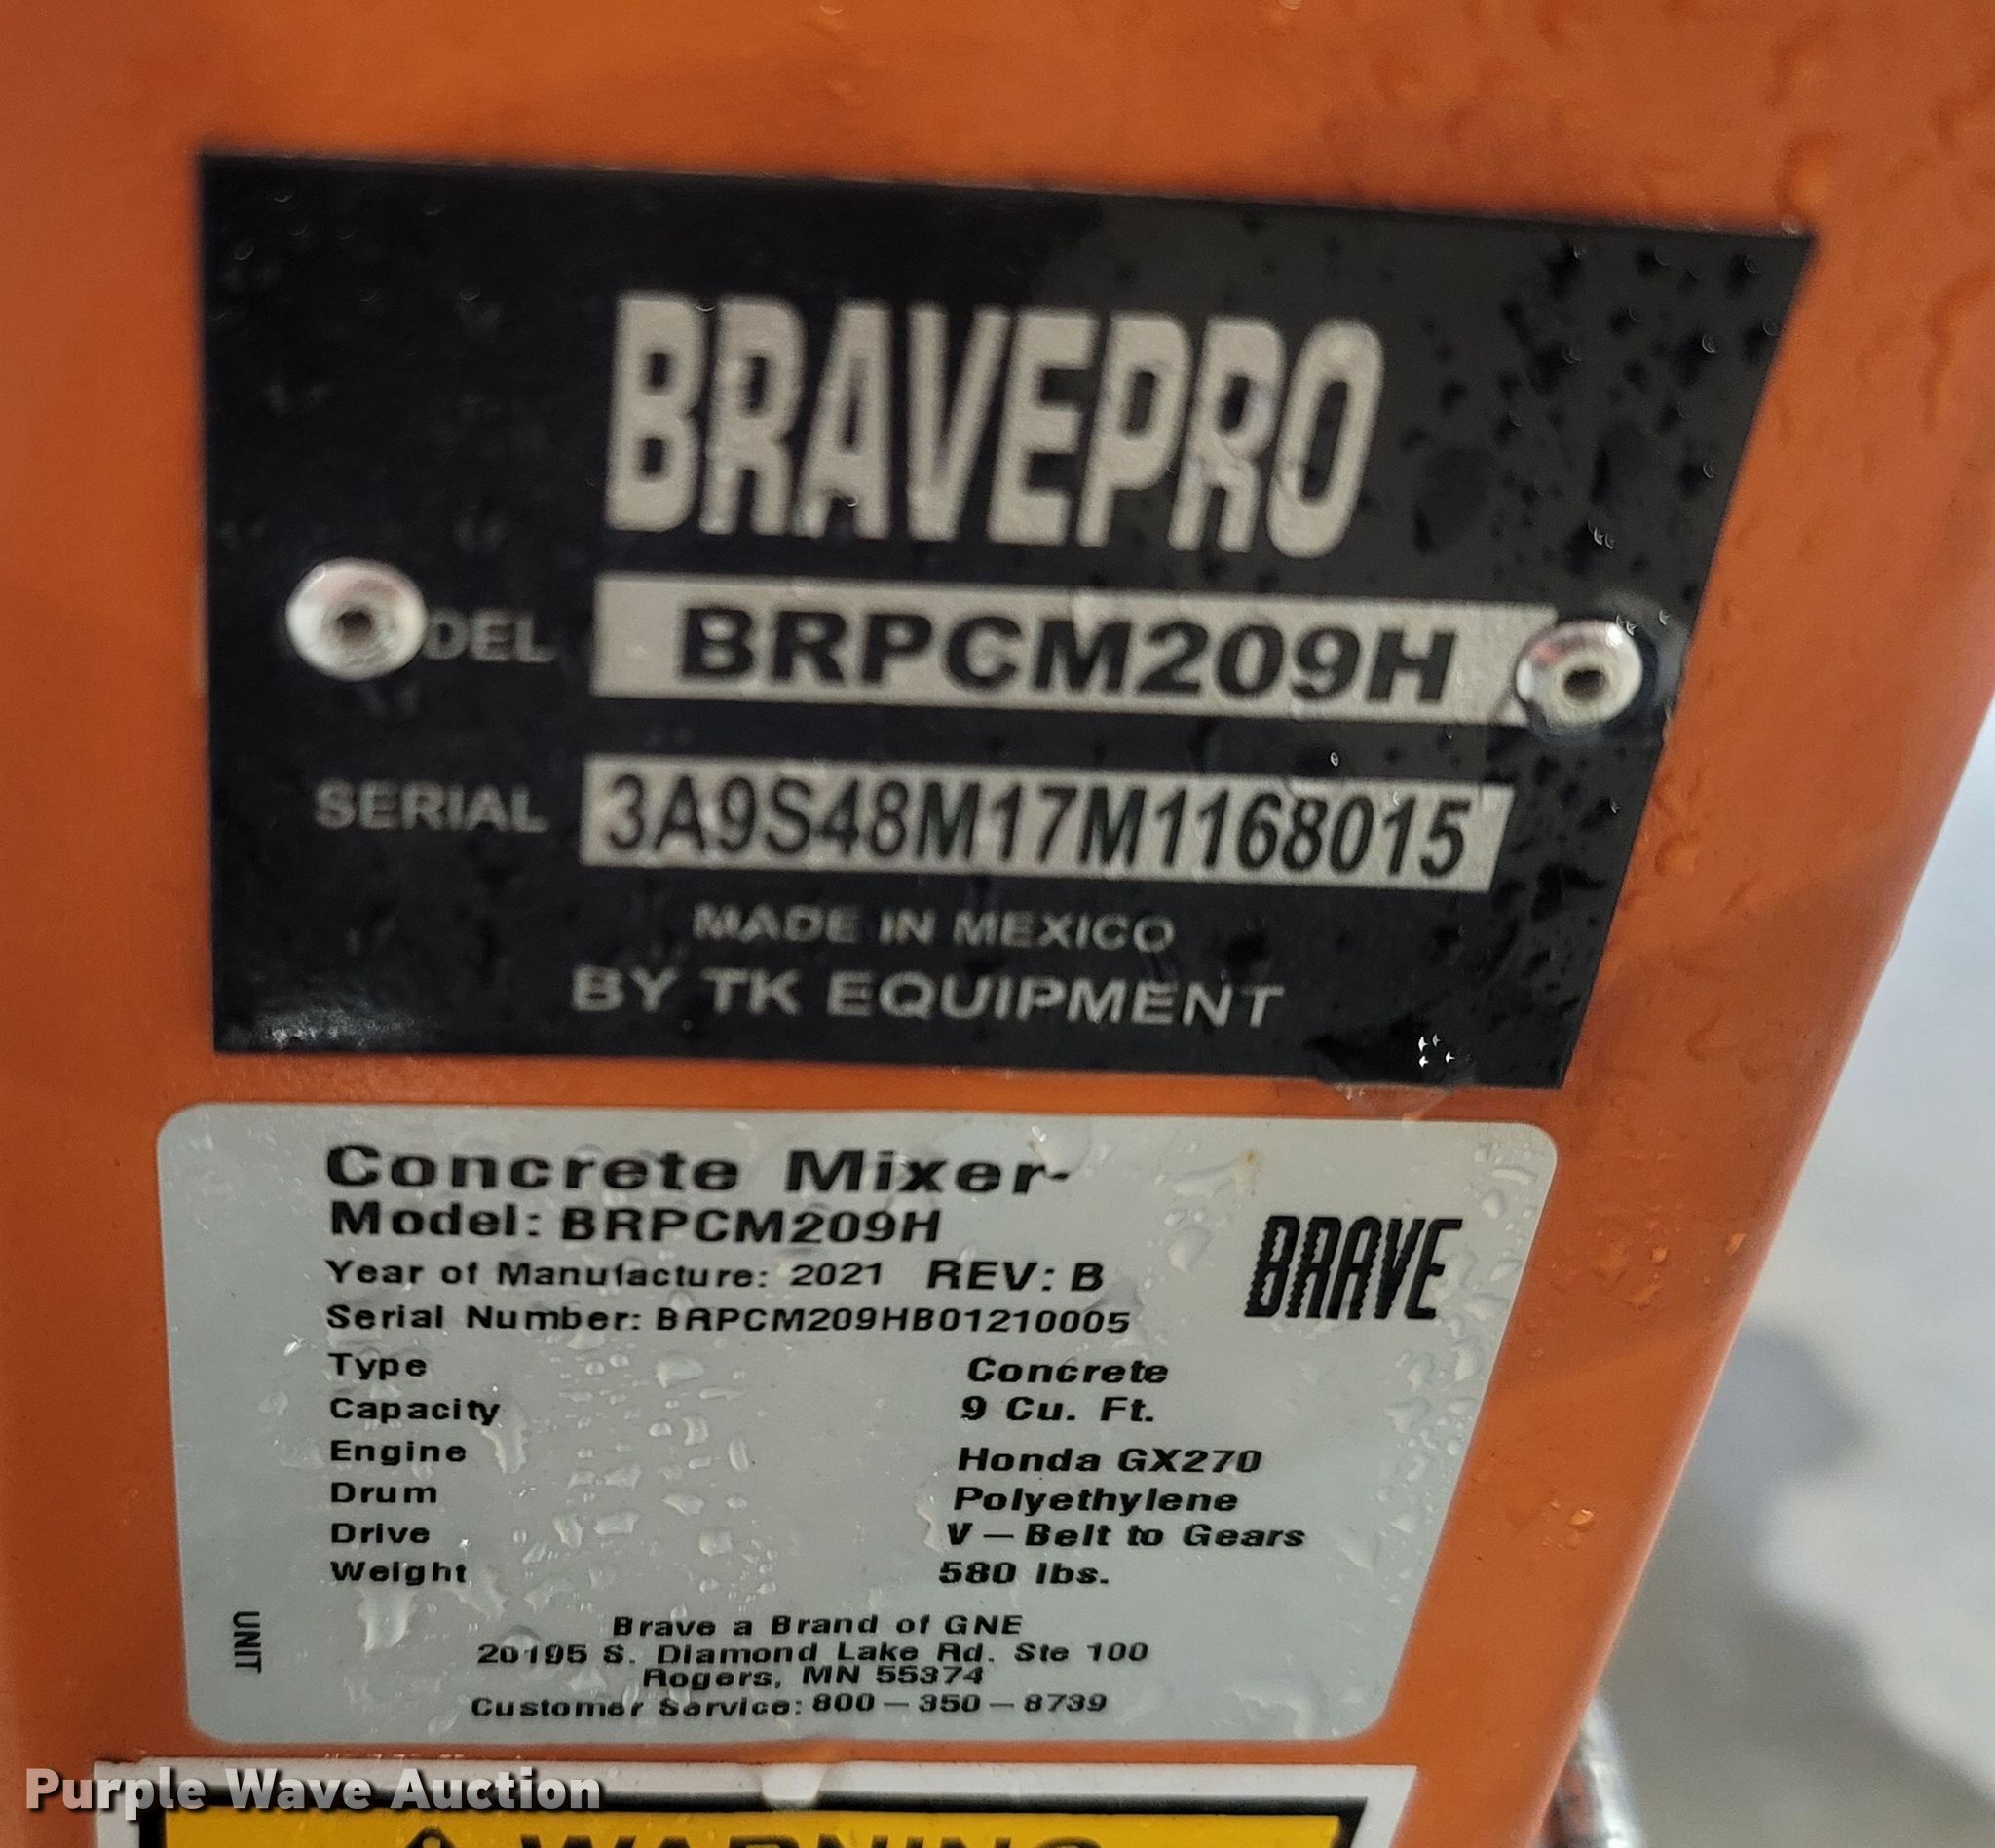 BRAVEPRO
DEL BRPCM209H
SERIAL 3A9S48M17M1168015
MADE IN MEXICO
BY TK EQUIPMENT
Concrete Mixer-
Model: BRPCM209H
Year of Manufacture: 2021 REV: B
BRAVE
Serial Number: BRPCM209HB01210005
Type Concrete
Capacity 9 Cu. Ft.
Engine Honda GX270
Drum Polyethylene
Drive V-Belt to Gears
Weight 580 lbs.
UNIT
Brave a Brand of GNE
20195 S. Diamond Lake Rd. Ste 100
Rogers, MN 55374
Customer Service: 800-350-8739
Purple Wave Auction
WARNING